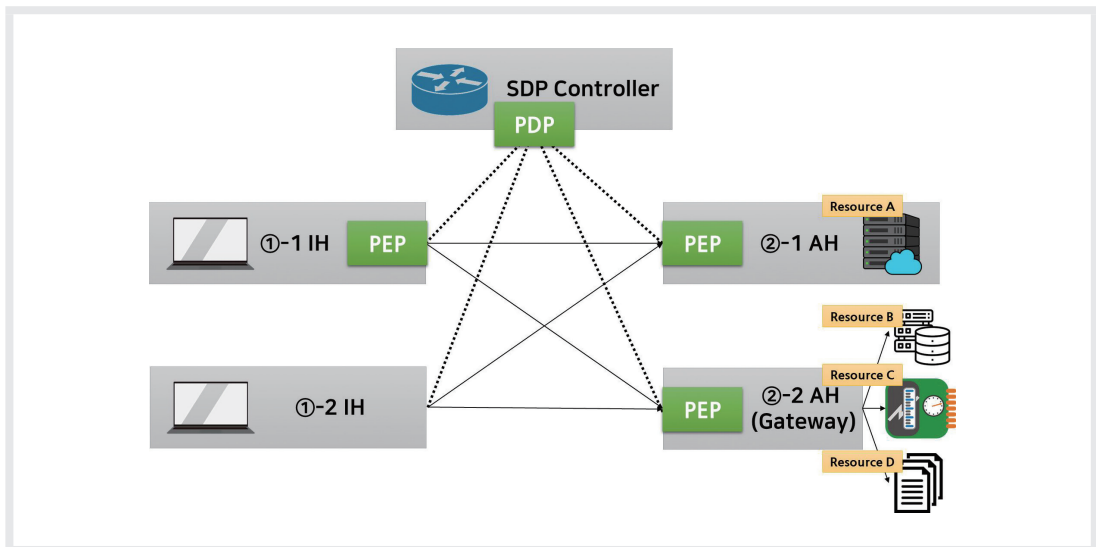 SDP Controller
PDP
①-1 IH
PEP
PEP
②-1 AH
Resource A
①-2 IH
PEP
②-2 AH
(Gateway)
Resource B
Resource C
Resource D